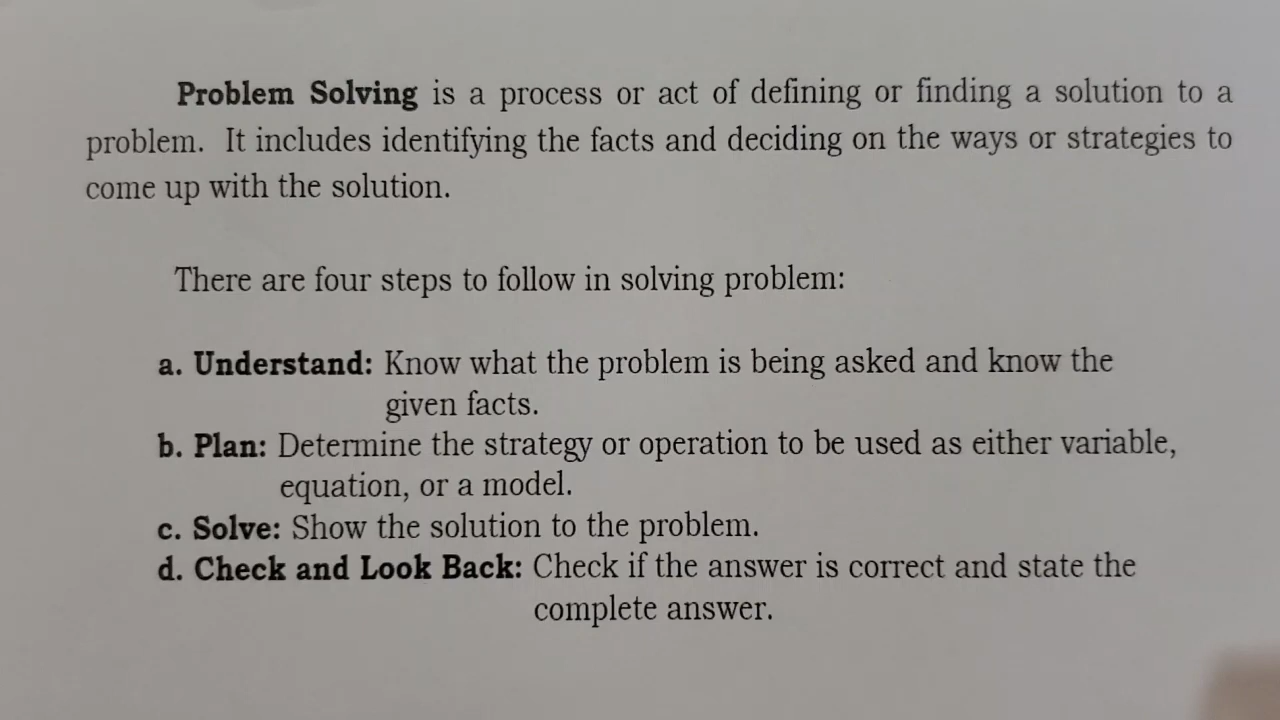 Problem Solving is a process or act of defining or finding a solution to a
problem. It includes identifying the facts and deciding on the ways or strategies to
come up with the solution.
There are four steps to follow in solving problem:
a. Understand: Know what the problem is being asked and know the
given facts.
b. Plan: Determine the strategy or operation to be used as either variable,
equation, or a model.
c. Solve: Show the solution to the problem.
d. Check and Look Back: Check if the answer is correct and state the
complete answer.